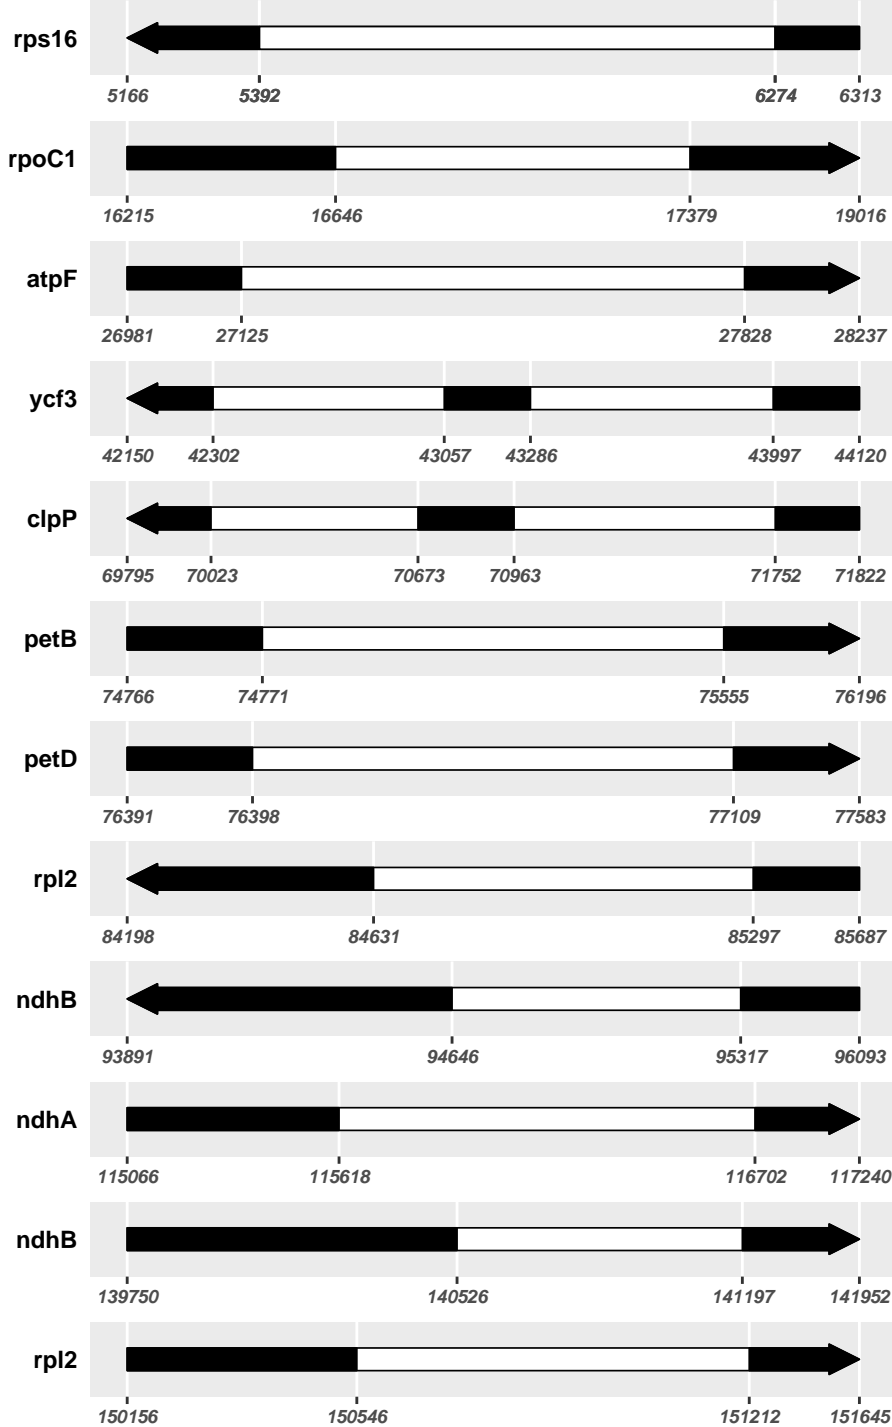 rps16
5166 5392 6274 6313
rpoC1
16215 16646 17379 19016
atpF
26981 27125 27828 28237
ycf3
42150 42302 43057 43286 43997 44120
clpP
69795 70023 70673 70963 71752 71822
petB
74766 74771 75555 76196
petD
76391 76398 77109 77583
rpl2
84198 84631 85297 85687
ndhB
93891 94646 95317 96093
ndhA
115066 115618 116702 117240
ndhB
139750 140526 141197 141952
rpl2
150156 150546 151212 151645